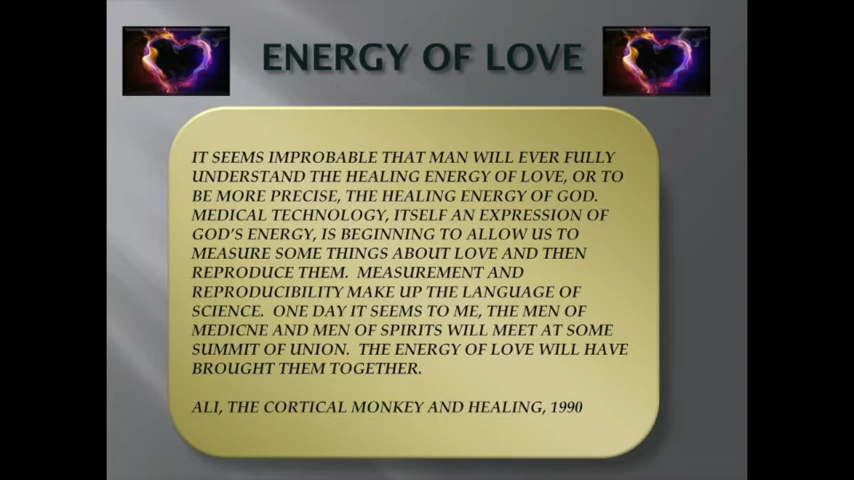 ENERGY OF LOVE
IT SEEMS IMPROBABLE THAT MAN WILL EVER FULLY
UNDERSTAND THE HEALING ENERGY OF LOVE, OR TO
BE MORE PRECISE, THE HEALING ENERGY OF GOD.
MEDICAL TECHNOLOGY, ITSELF AN EXPRESSION OF
GOD'S ENERGY, IS BEGINNING TO ALLOW US TO
MEASURE SOME THINGS ABOUT LOVE AND THEN
REPRODUCE THEM.  MEASUREMENT AND
REPRODUCIBILITY MAKE UP THE LANGUAGE OF
SCIENCE.  ONE DAY IT SEEMS TO ME, THE MEN OF
MEDICNE AND MEN OF SPIRITS WILL MEET AT SOME
SUMMIT OF UNION.  THE ENERGY OF LOVE WILL HAVE
BROUGHT THEM TOGETHER.
ALI, THE CORTICAL MONKEY AND HEALING, 1990